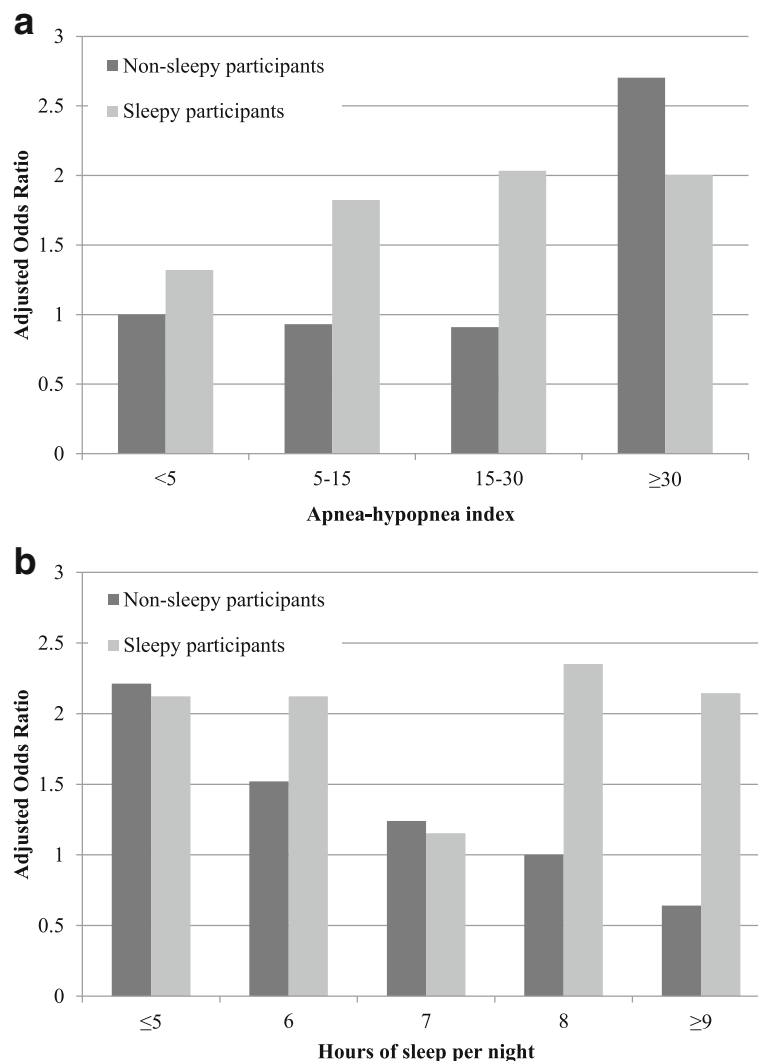 a
3
Non-sleepy participants
2.5
Sleepy participants
2
1.5
1
0.5
0
Adjusted Odds Ratio
<5
5-15
15-30
≥30
Apnea-hypopnea index
b
3
Non-sleepy participants
2.5
Sleepy participants
2
1.5
1
0.5
0
Adjusted Odds Ratio
≤5
6
7
8
≥9
Hours of sleep per night